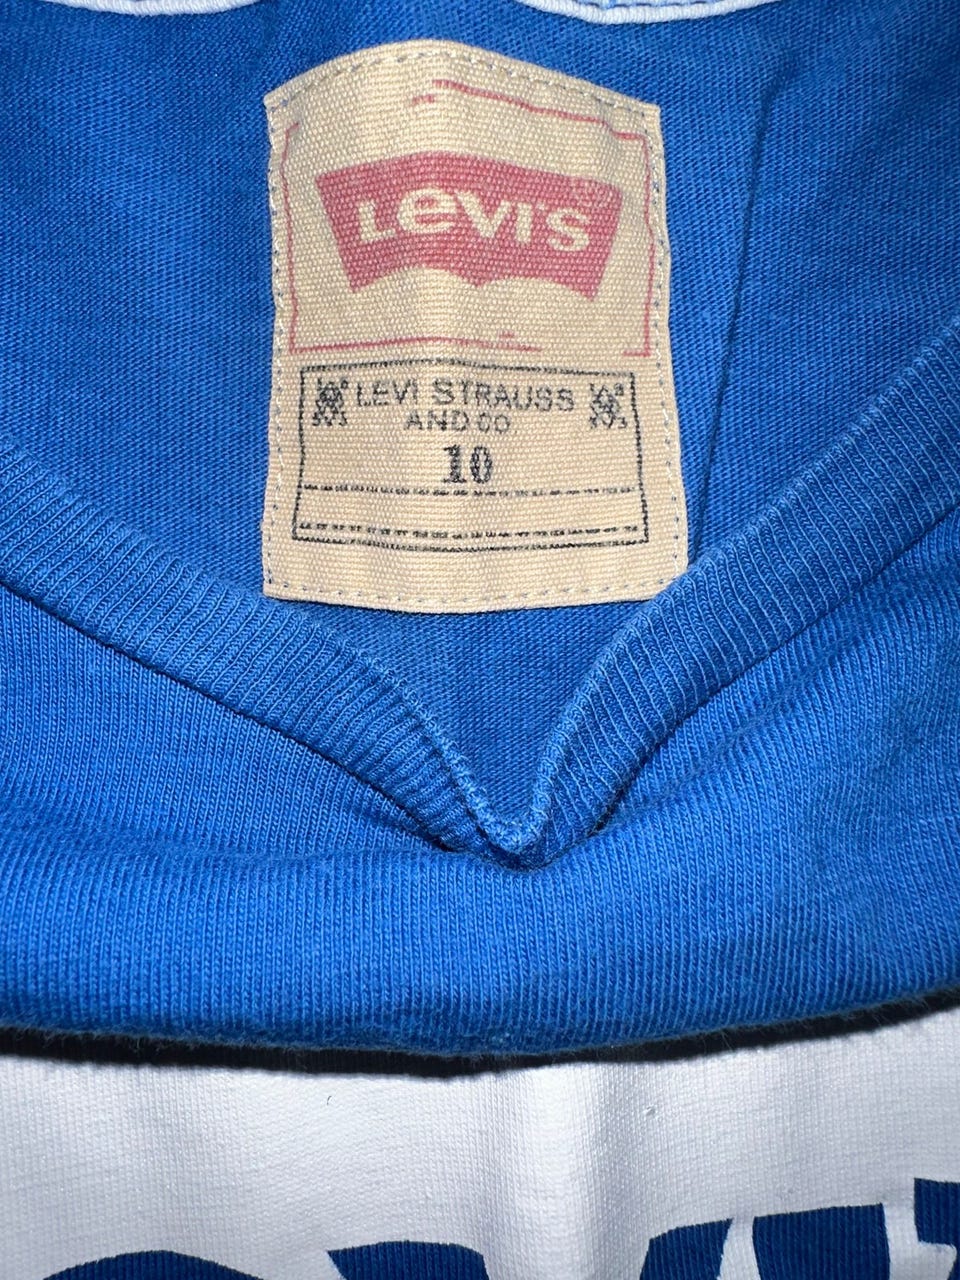 Levi's
LEVI STRAUSS
AND CO
10